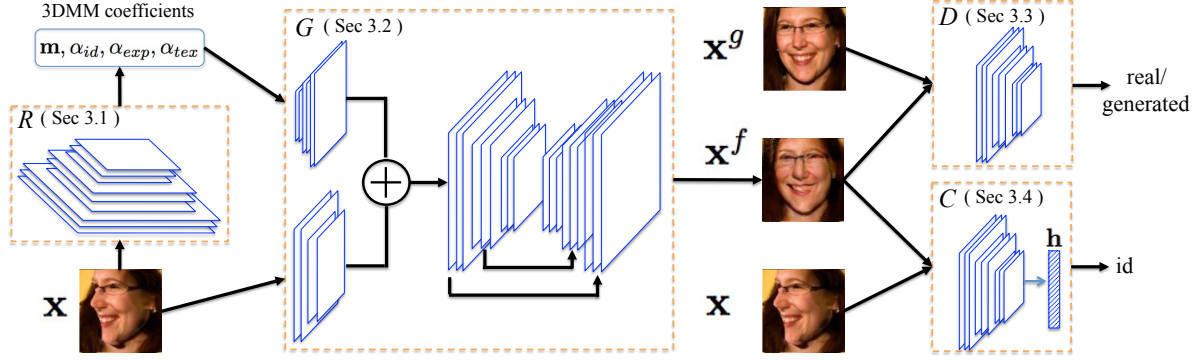 3DMM coefficients
m, α_id, α_exp, α_tex
R ( Sec 3.1 )
x
G ( Sec 3.2 )
x^g
x^f
x
D ( Sec 3.3 )
real/
generated
C ( Sec 3.4 )
h
id